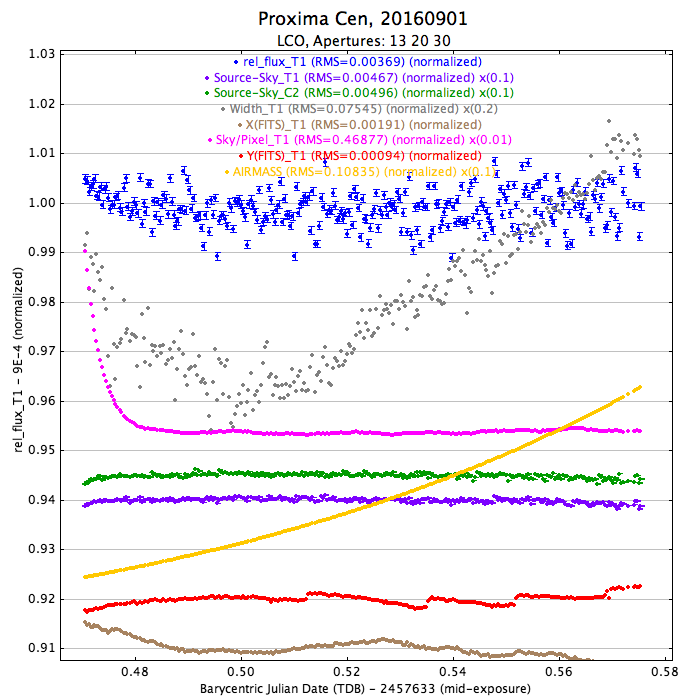 Proxima Cen, 20160901
LCO, Apertures: 13 20 30
rel_flux_T1 (RMS=0.00369) (normalized)
Source-Sky_T1 (RMS=0.00467) (normalized) x(0.1)
Source-Sky_C2 (RMS=0.00496) (normalized) x(0.1)
Width_T1 (RMS=0.07545) (normalized) x(0.2)
X(FITS)_T1 (RMS=0.00191) (normalized)
Sky/Pixel_T1 (RMS=0.46877) (normalized) x(0.01)
Y(FITS)_T1 (RMS=0.00094) (normalized)
AIRMASS (RMS=0.10835) (normalized) x(0.1)
rel_flux_T1 - 9E-4 (normalized)
1.03
1.02
1.01
1.00
0.99
0.98
0.97
0.96
0.95
0.94
0.93
0.92
0.91
0.48
0.50
0.52
0.54
0.56
0.58
Barycentric Julian Date (TDB) - 2457633 (mid-exposure)